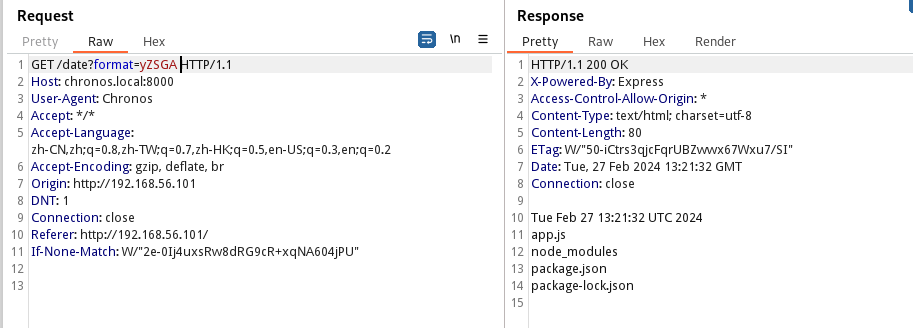 Request
Pretty Raw Hex
\n
1 GET /date?format=yZSGA HTTP/1.1
2 Host: chronos.local:8000
3 User-Agent: Chronos
4 Accept: */*
5 Accept-Language:
zh-CN,zh;q=0.8,zh-TW;q=0.7,zh-HK;q=0.5,en-US;q=0.3,en;q=0.2
6 Accept-Encoding: gzip, deflate, br
7 Origin: http://192.168.56.101
8 DNT: 1
9 Connection: close
10 Referer: http://192.168.56.101/
11 If-None-Match: W/"2e-0Ij4uxsRw8dRG9cR+xqNA604jPU"
12
13
Response
Pretty Raw Hex Render
1 HTTP/1.1 200 OK
2 X-Powered-By: Express
3 Access-Control-Allow-Origin: *
4 Content-Type: text/html; charset=utf-8
5 Content-Length: 80
6 ETag: W/"50-iCtrs3qjcFqrUBZwwx67Wxu7/SI"
7 Date: Tue, 27 Feb 2024 13:21:32 GMT
8 Connection: close
9
10 Tue Feb 27 13:21:32 UTC 2024
11 app.js
12 node_modules
13 package.json
14 package-lock.json
15